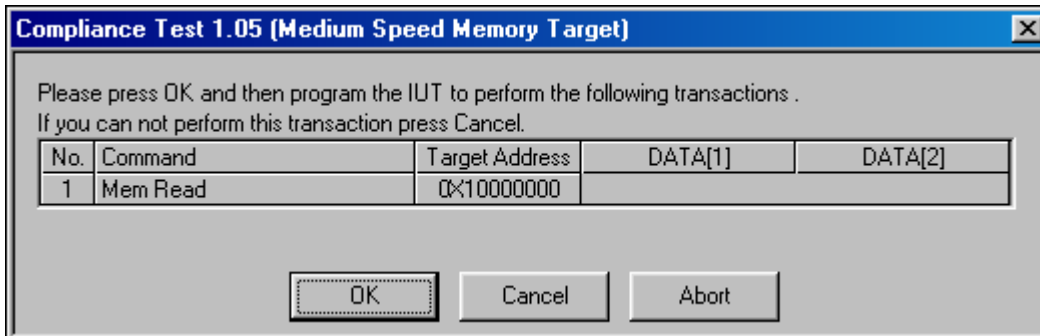 Compliance Test 1.05 (Medium Speed Memory Target)
Please press OK and then program the IUT to perform the following transactions .
If you can not perform this transaction press Cancel.
No. Command Target Address DATA[1] DATA[2]
1 Mem Read 0X10000000
OK Cancel Abort